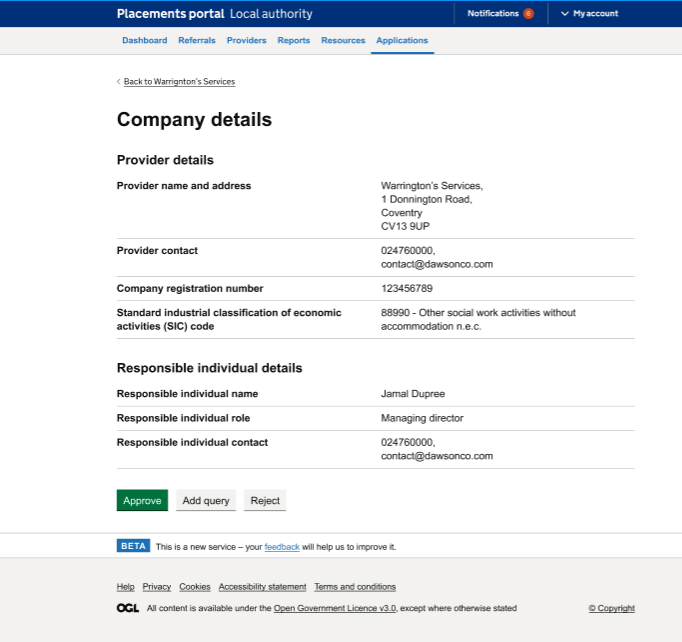 Placements portal Local authority
Notifications 6
My account
Dashboard Referrals Providers Reports Resources Applications
Back to Warrignton's Services
Company details
Provider details
Provider name and address
Warrington's Services,
1 Donnington Road,
Coventry
CV13 9UP
Provider contact
024760000,
contact@dawsonco.com
Company registration number
123456789
Standard industrial classification of economic
activities (SIC) code
88990 - Other social work activities without
accommodation n.e.c.
Responsible individual details
Responsible individual name
Jamal Dupree
Responsible individual role
Managing director
Responsible individual contact
024760000,
contact@dawsonco.com
Approve Add query Reject
BETA This is a new service – your feedback will help us to improve it.
Help Privacy Cookies Accessibility statement Terms and conditions
OGL All content is available under the Open Government Licence v3.0, except where otherwise stated
© Copyright